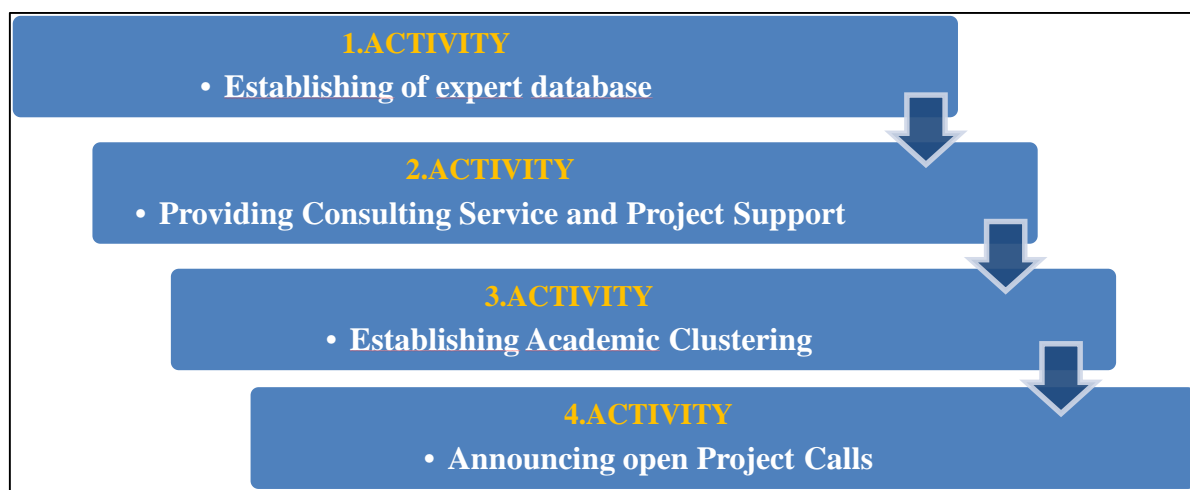 1.ACTIVITY
• Establishing of expert database
2.ACTIVITY
• Providing Consulting Service and Project Support
3.ACTIVITY
• Establishing Academic Clustering
4.ACTIVITY
• Announcing open Project Calls